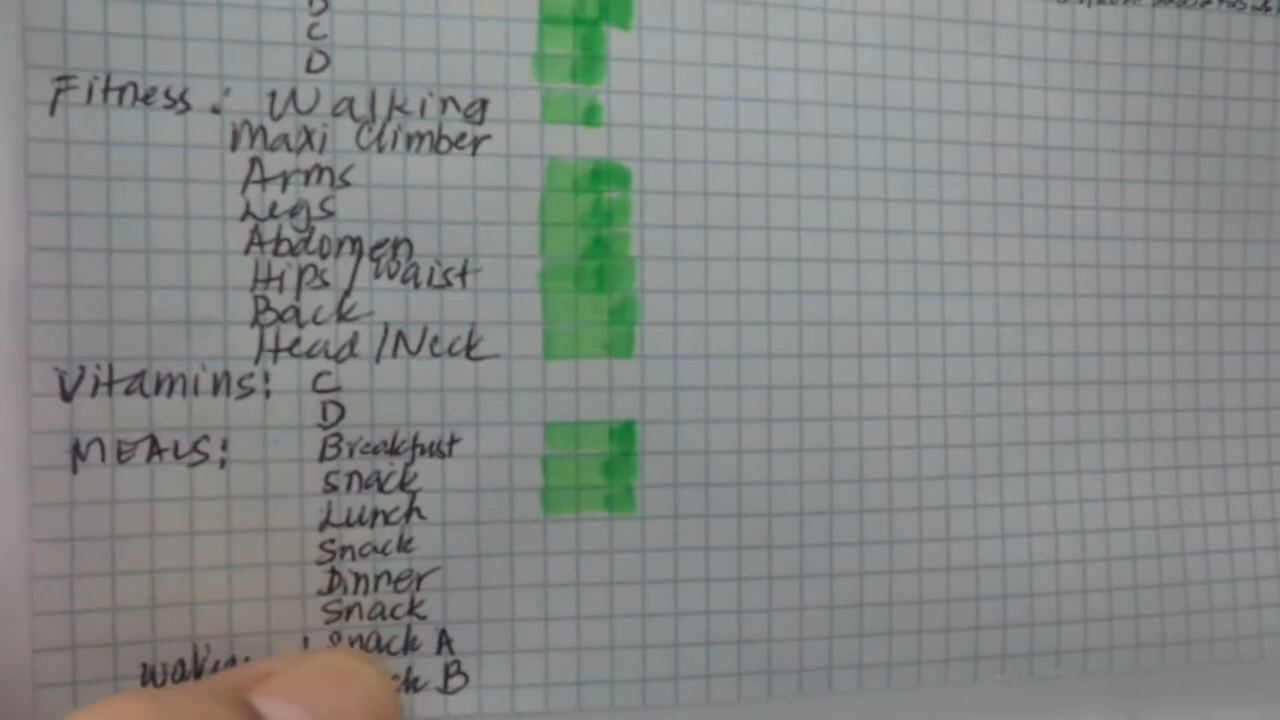 C
D
Fitness: Walking
Maxi Climber
Arms
Legs
Abdomen
Hips / Waist
Back
Head / Neck
Vitamins: C
D
MEALS: Breakfast
snack
Lunch
Snack
Dinner
Snack
Snack A
B